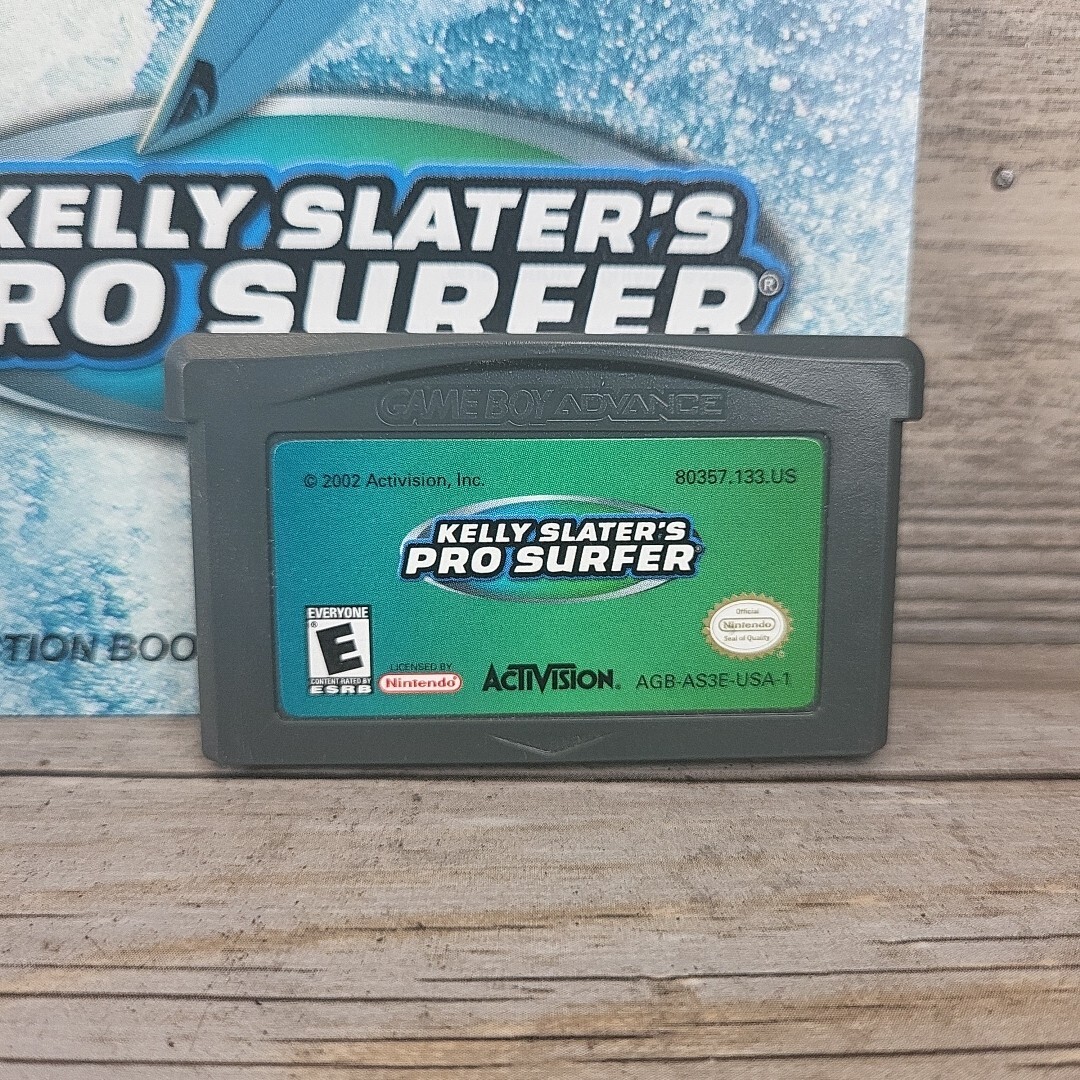 KELLY SLATER'S
RO SURFER®
GAME BOY ADVANCE
© 2002 Activision, Inc.
80357.133.US
KELLY SLATER'S
PRO SURFER
EVERYONE
E
®
CONTENT RATED BY
ESRB
LICENSED BY
Nintendo
ACTIVISION.
AGB-AS3E-USA-1
Official
Nintendo
Seal of Quality
TION BOO